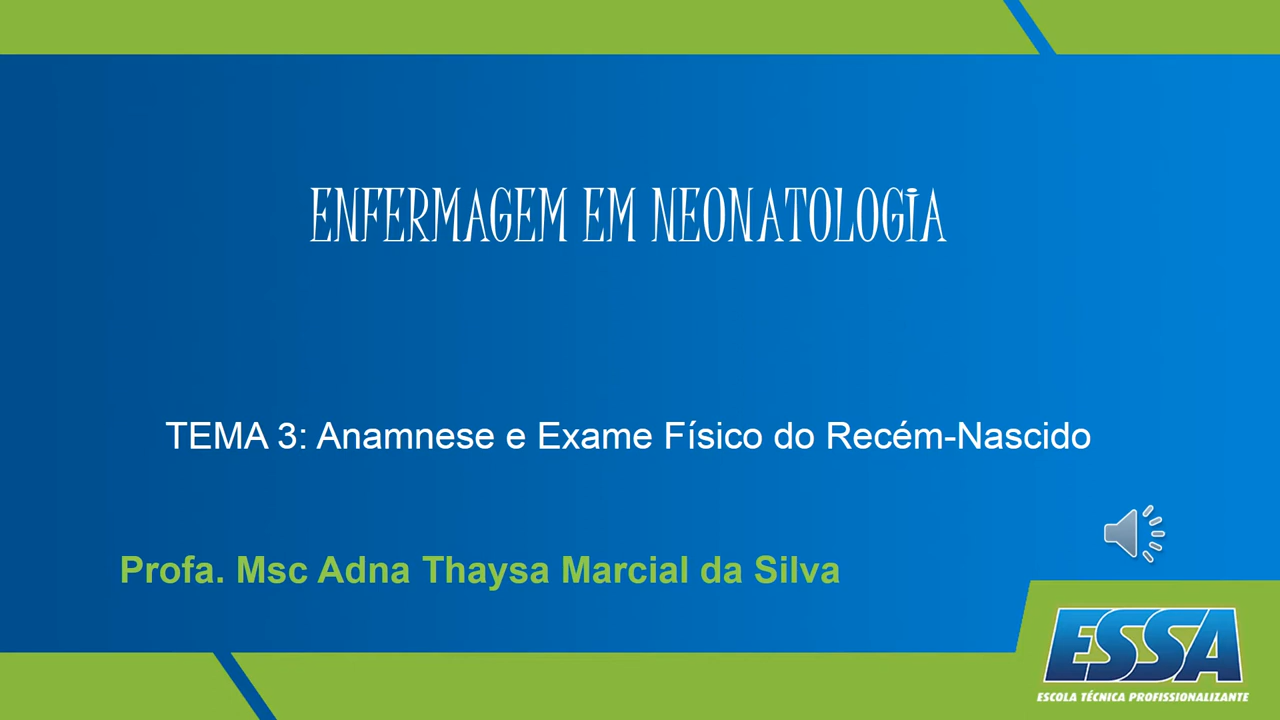 ENFERMAGEM EM NEONATOLOGIA
TEMA 3: Anamnese e Exame Físico do Recém-Nascido
Profa. Msc Adna Thaysa Marcial da Silva
ESSA
ESCOLA TÉCNICA PROFISSIONALIZANTE